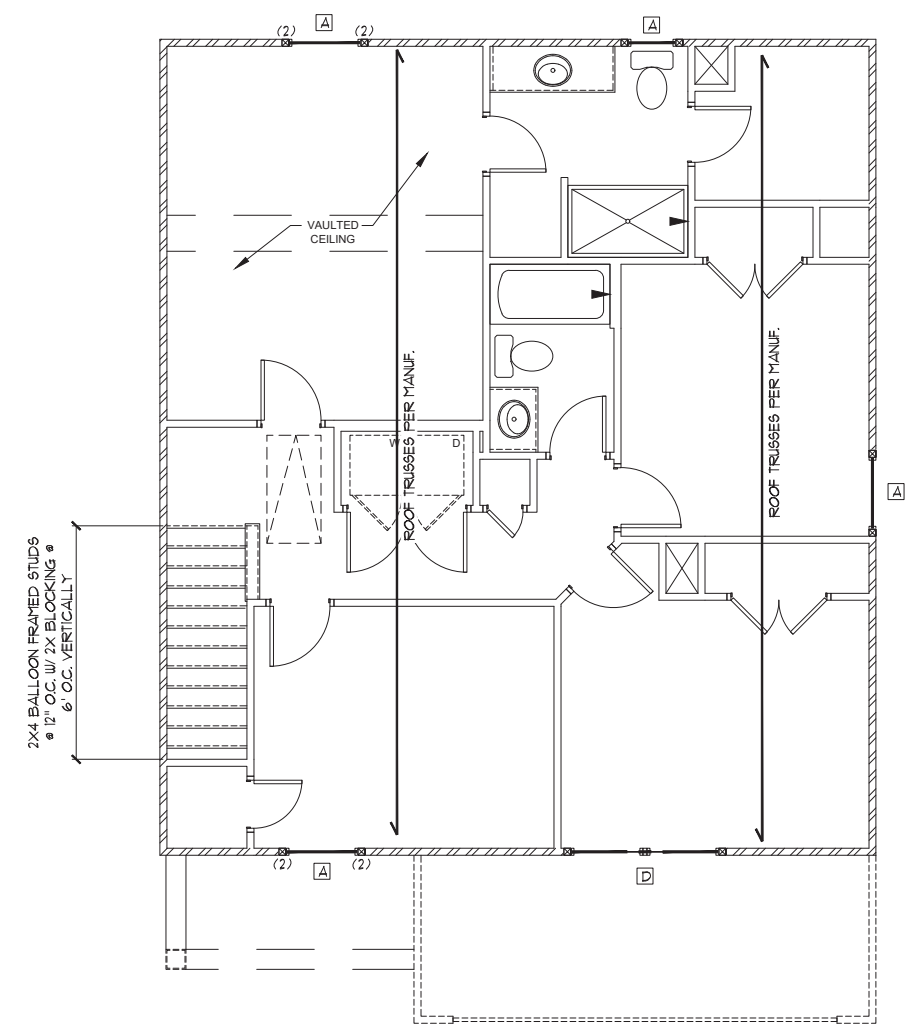 A
A
(2)
(2)
VAULTED
CEILING
ROOF TRUSSES PER MANUF.
ROOF TRUSSES PER MANUF.
W
D
A
2X4 BALLOON FRAMED STUDS
@ 12" O.C. W/ 2X BLOCKING @
6' O.C. VERTICALLY
(2)
A
(2)
D